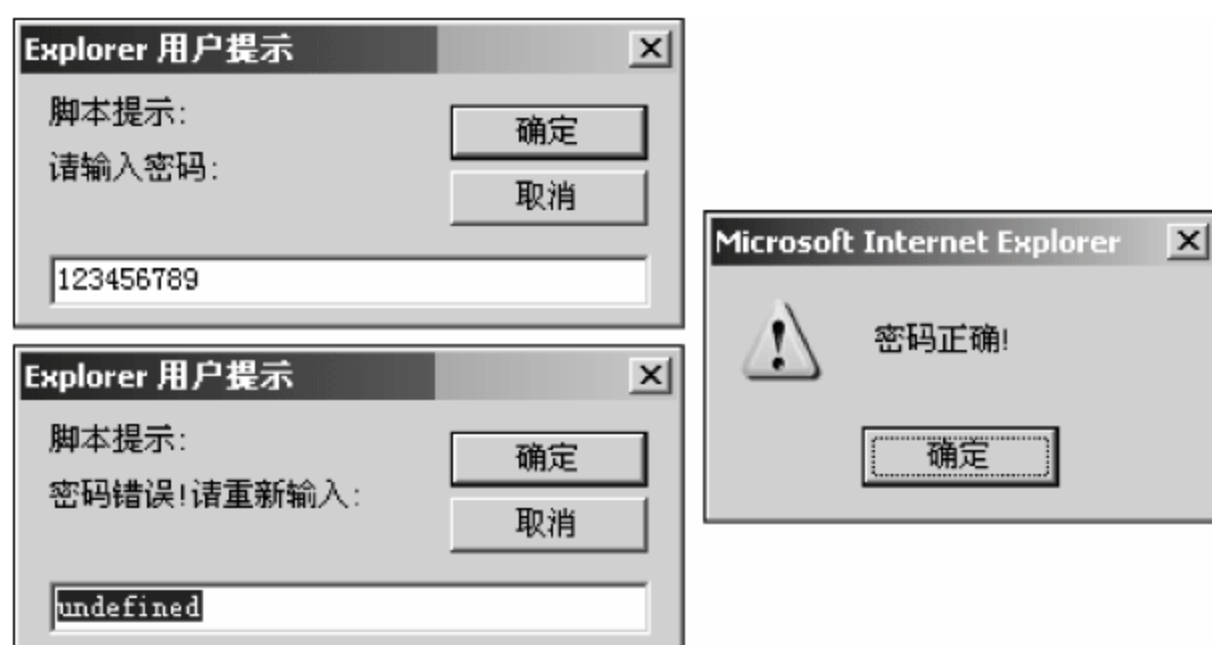 Explorer 用户提示
脚本提示:
请输入密码:
确定
取消
123456789
Explorer 用户提示
脚本提示:
密码错误!请重新输入:
确定
取消
undefined
Microsoft Internet Explorer
密码正确!
确定